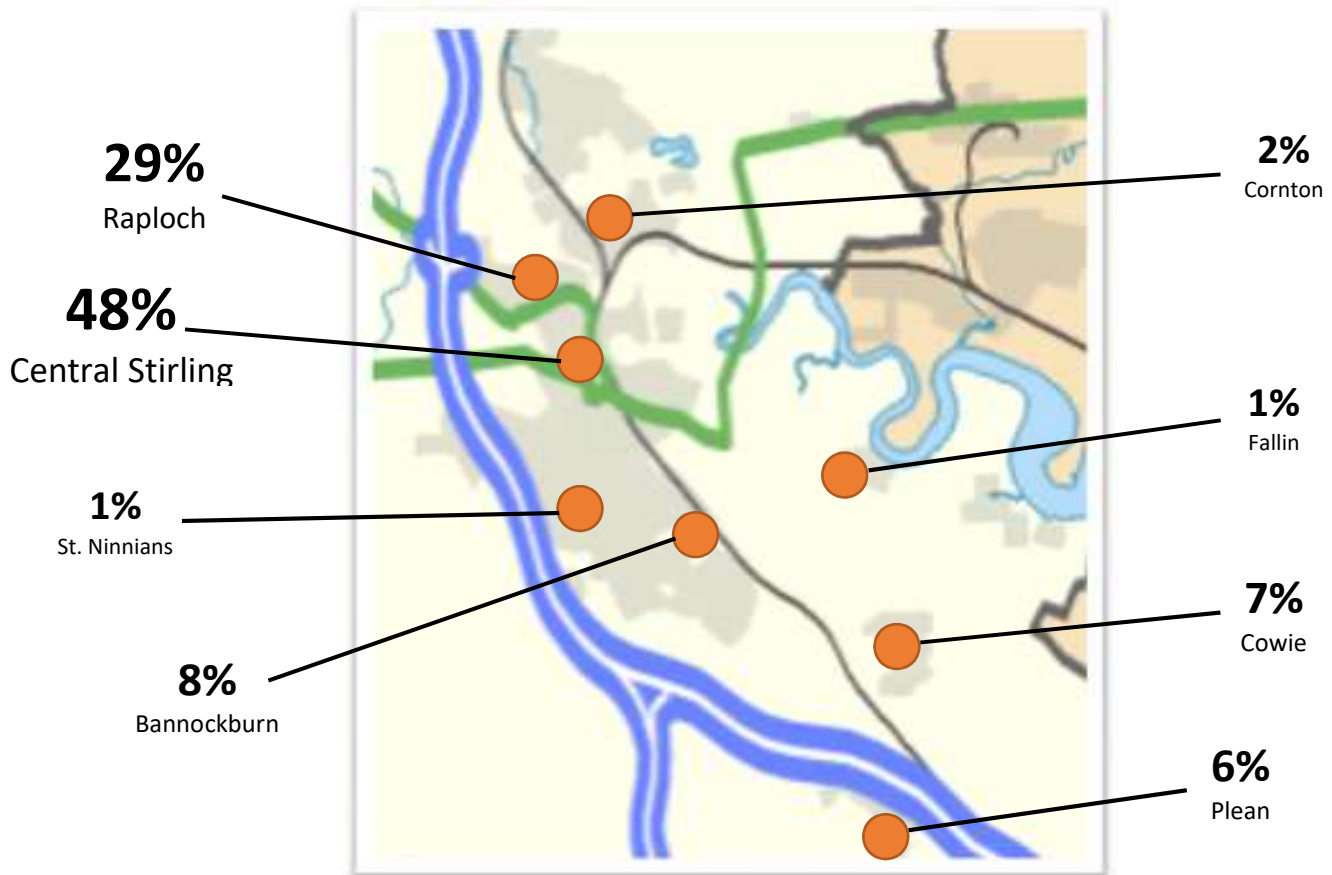 29%
Raploch
48%
Central Stirling
1%
St. Ninnians
8%
Bannockburn
2%
Cornton
1%
Fallin
7%
Cowie
6%
Plean